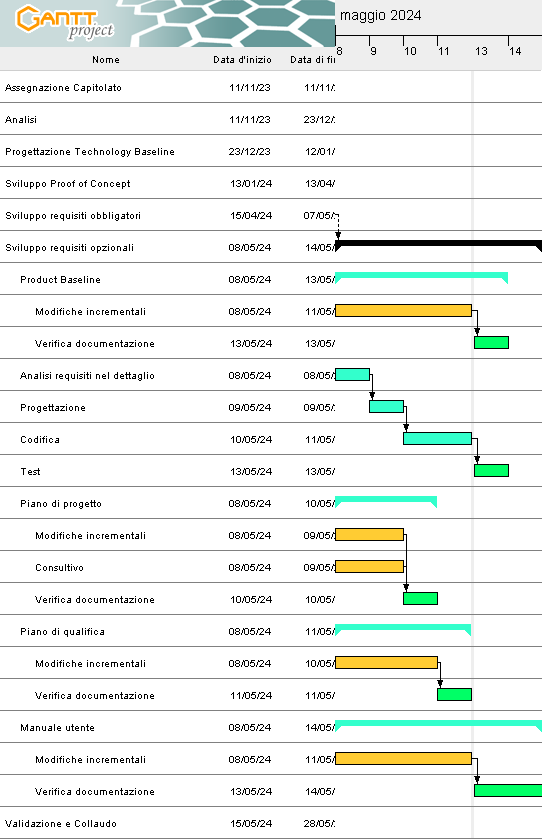 GANTT project
maggio 2024
8 9 10 11 13 14
Nome Data d'inizio Data di fi
Assegnazione Capitolato 11/11/23 11/11/
Analisi 11/11/23 23/12/
Progettazione Technology Baseline 23/12/23 12/01/
Sviluppo Proof of Concept 13/01/24 13/04/
Sviluppo requisiti obbligatori 15/04/24 07/05/
Sviluppo requisiti opzionali 08/05/24 14/05/
Product Baseline 08/05/24 13/05/
Modifiche incrementali 08/05/24 11/05/
Verifica documentazione 13/05/24 13/05/
Analisi requisiti nel dettaglio 08/05/24 08/05/
Progettazione 09/05/24 09/05/
Codifica 10/05/24 11/05/
Test 13/05/24 13/05/
Piano di progetto 08/05/24 10/05/
Modifiche incrementali 08/05/24 09/05/
Consultivo 08/05/24 09/05/
Verifica documentazione 10/05/24 10/05/
Piano di qualifica 08/05/24 11/05/
Modifiche incrementali 08/05/24 10/05/
Verifica documentazione 11/05/24 11/05/
Manuale utente 08/05/24 14/05/
Modifiche incrementali 08/05/24 11/05/
Verifica documentazione 13/05/24 14/05/
Validazione e Collaudo 15/05/24 28/05/